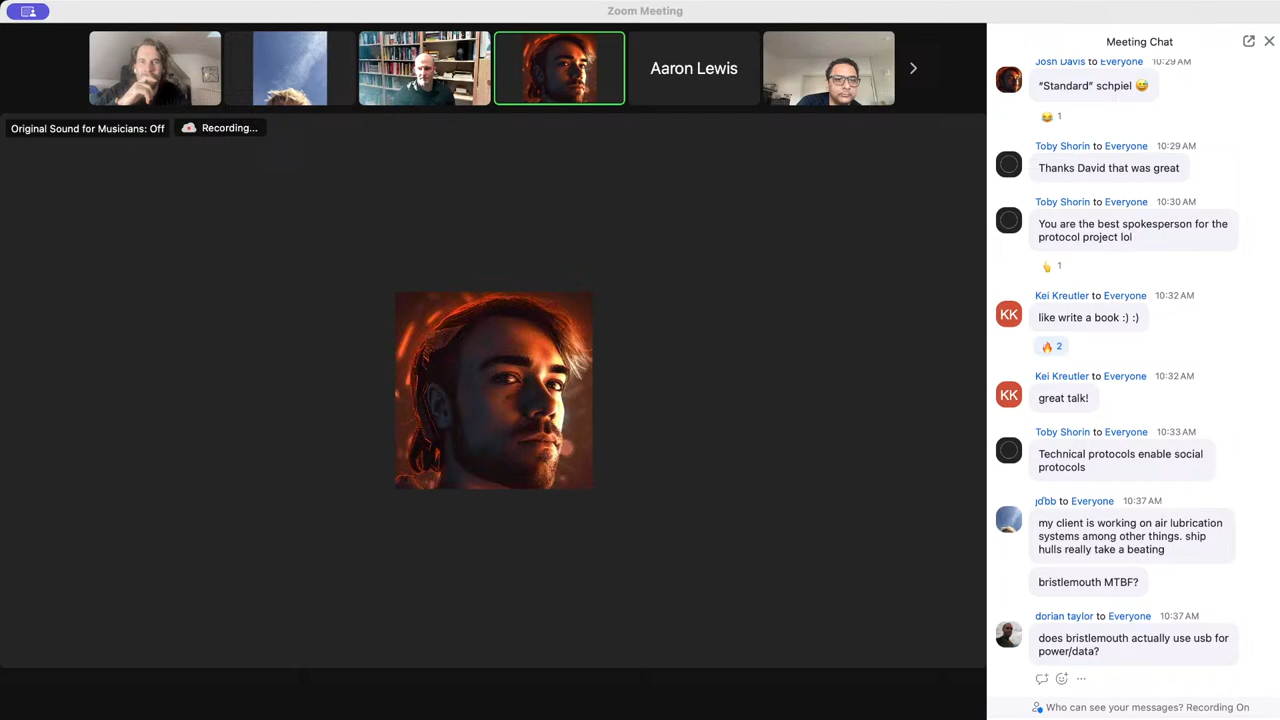 Zoom Meeting
Aaron Lewis
Original Sound for Musicians: Off
Recording...
Meeting Chat
Josh Davis to Everyone 10:29 AM
“Standard” schpiel 😅
😂 1
Toby Shorin to Everyone 10:29 AM
Thanks David that was great
Toby Shorin to Everyone 10:30 AM
You are the best spokesperson for the
protocol project lol
👆 1
Kei Kreutler to Everyone 10:32 AM
KK
like write a book :) :)
🔥 2
Kei Kreutler to Everyone 10:32 AM
KK
great talk!
Toby Shorin to Everyone 10:33 AM
Technical protocols enable social
protocols
to Everyone 10:37 AM
my client is working on air lubrication
systems among other things. ship
hulls really take a beating
bristlemouth MTBF?
dorian taylor to Everyone 10:37 AM
does bristlemouth actually use usb for
power/data?
Who can see your messages? Recording On